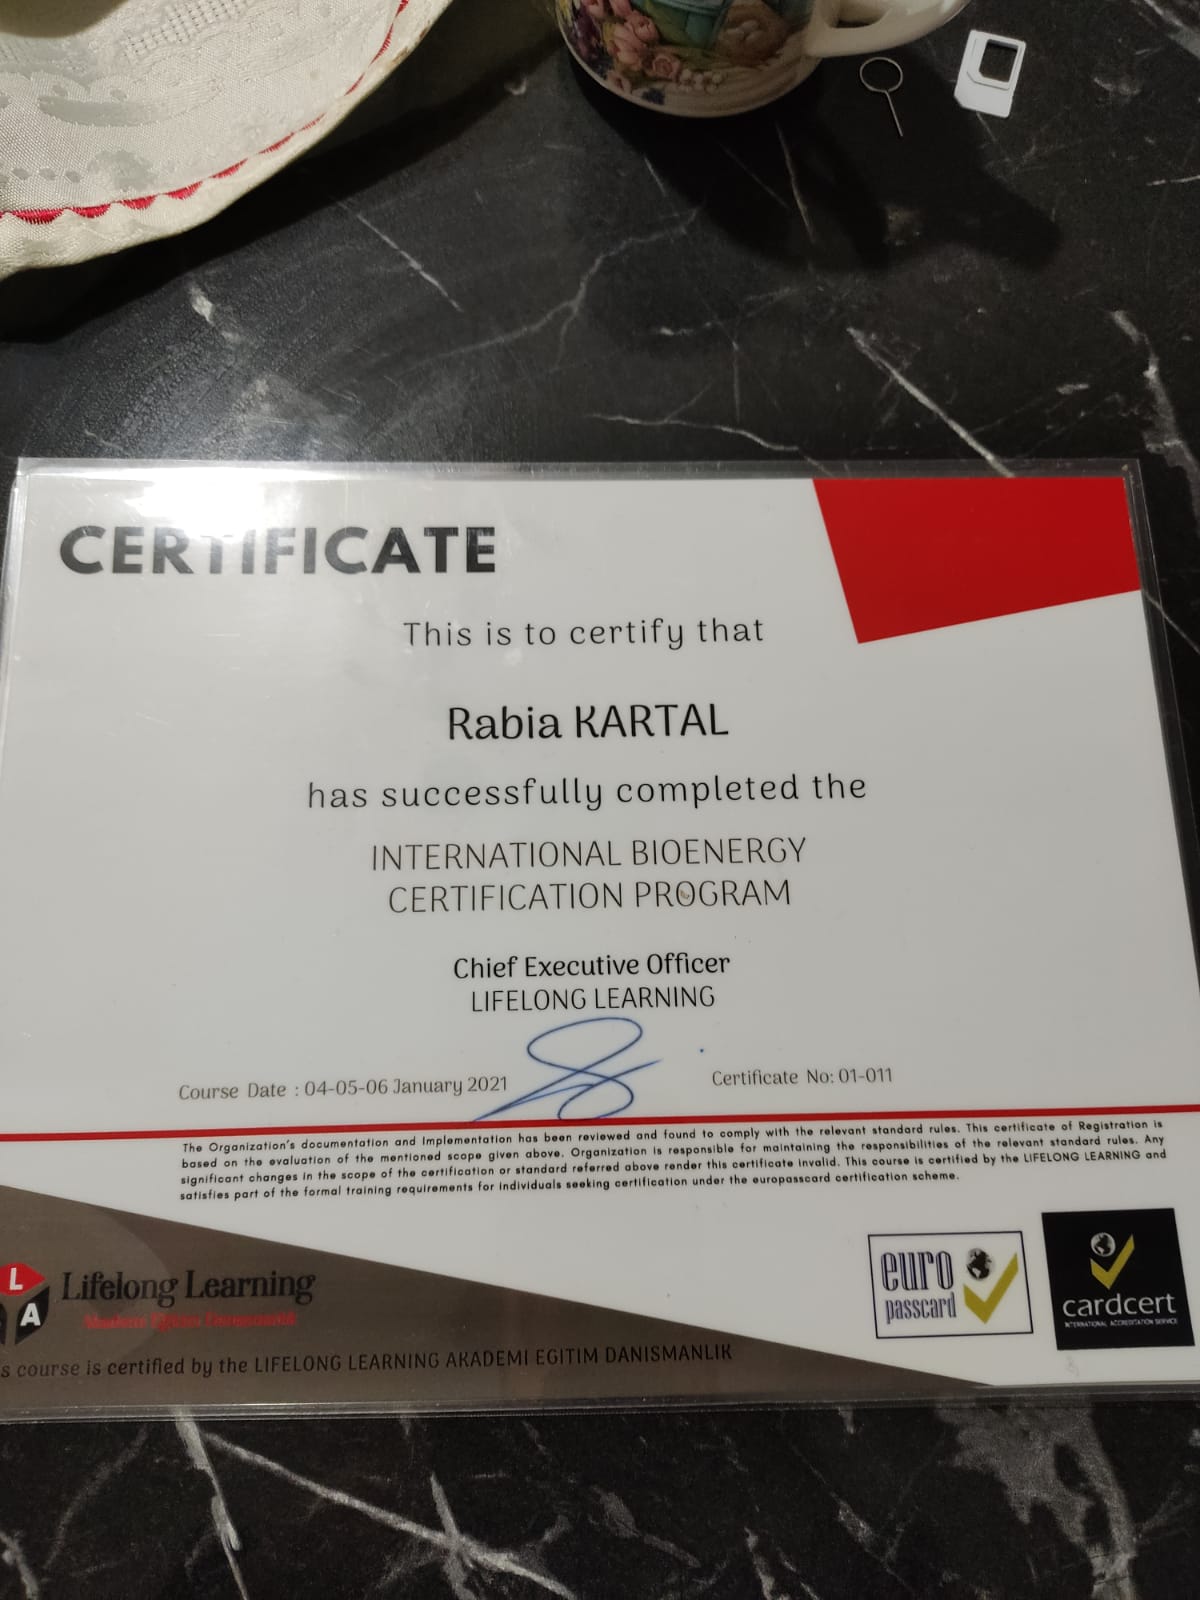 CERTIFICATE
This is to certify that
Rabia KARTAL
has successfully completed the
INTERNATIONAL BIOENERGY
CERTIFICATION PROGRAM
Chief Executive Officer
LIFELONG LEARNING
Course Date : 04-05-06 January 2021
Certificate No: 01-011
The Organization's documentation and Implementation has been reviewed and found to comply with the relevant standard rules. This certificate of Registration is
based on the evaluation of the mentioned scope given above. Organization is responsible for maintaining the responsibilities of the relevant standard rules. Any
significant changes in the scope of the certification or standard referred above render this certificate invalid. This course is certified by the LIFELONG LEARNING and
satisfies part of the formal training requirements for individuals seeking certification under the europasscard certification scheme.
L
A
Lifelong Learning
Akademi Eğitim Danışmanlık
euro
passcard
cardcert
INTERNATIONAL ACCREDITATION SERVICE
s course is certified by the LIFELONG LEARNING AKADEMI EGITIM DANISMANLIK